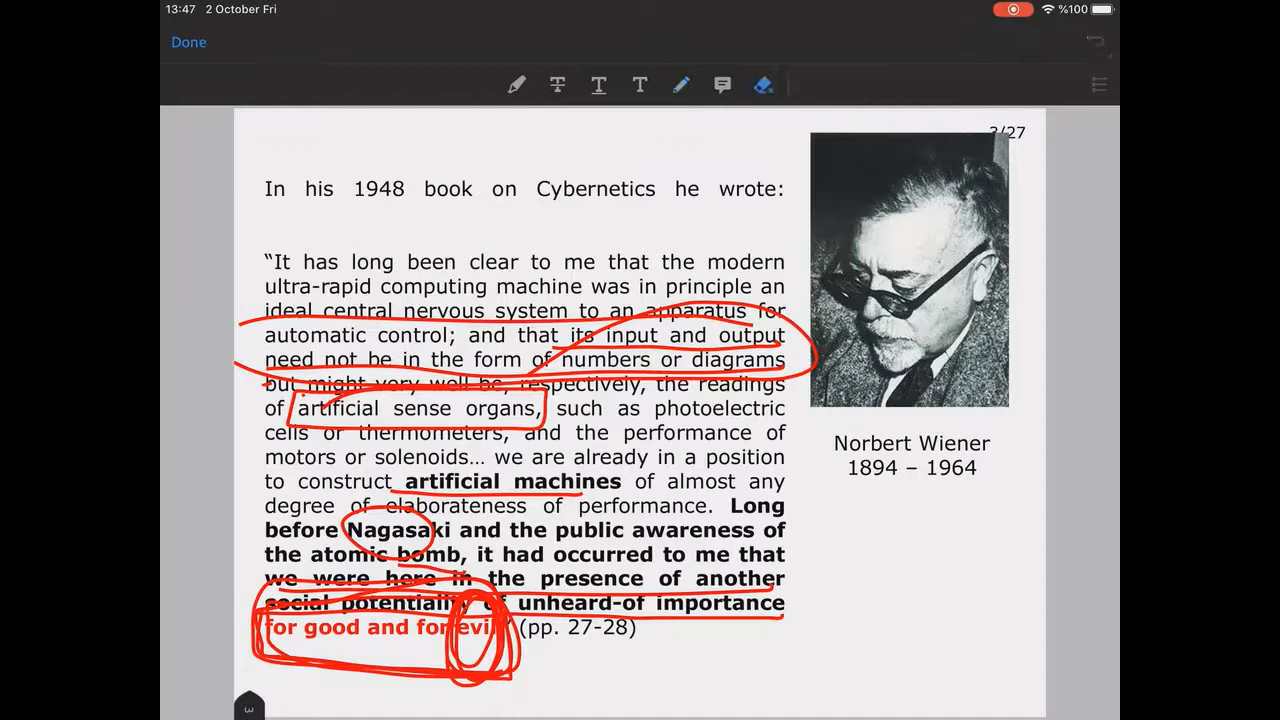 13:47 2 October Fri
%100
Done
3/27
In his 1948 book on Cybernetics he wrote:
“It has long been clear to me that the modern
ultra-rapid computing machine was in principle an
ideal central nervous system to an apparatus for
automatic control; and that its input and output
need not be in the form of numbers or diagrams
but might very well be, respectively, the readings
of artificial sense organs, such as photoelectric
cells or thermometers, and the performance of
motors or solenoids… we are already in a position
to construct artificial machines of almost any
degree of elaborateness of performance. Long
before Nagasaki and the public awareness of
the atomic bomb, it had occurred to me that
we were here in the presence of another
social potentiality of unheard-of importance
for good and for evil” (pp. 27-28)
Norbert Wiener
1894 – 1964
3